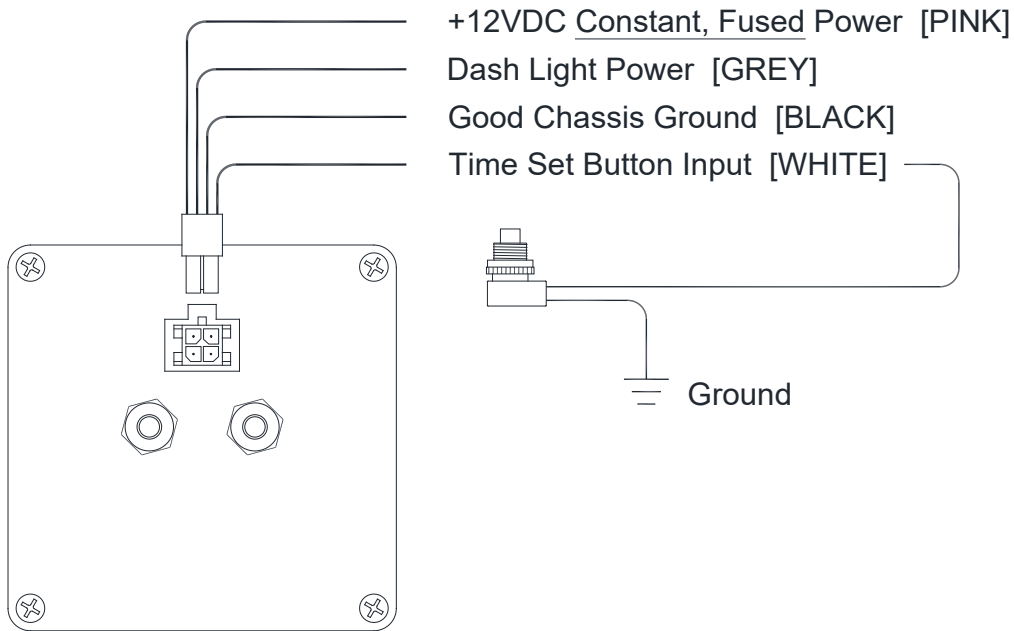 +12VDC Constant, Fused Power [PINK]
Dash Light Power [GREY]
Good Chassis Ground [BLACK]
Time Set Button Input [WHITE]
Ground